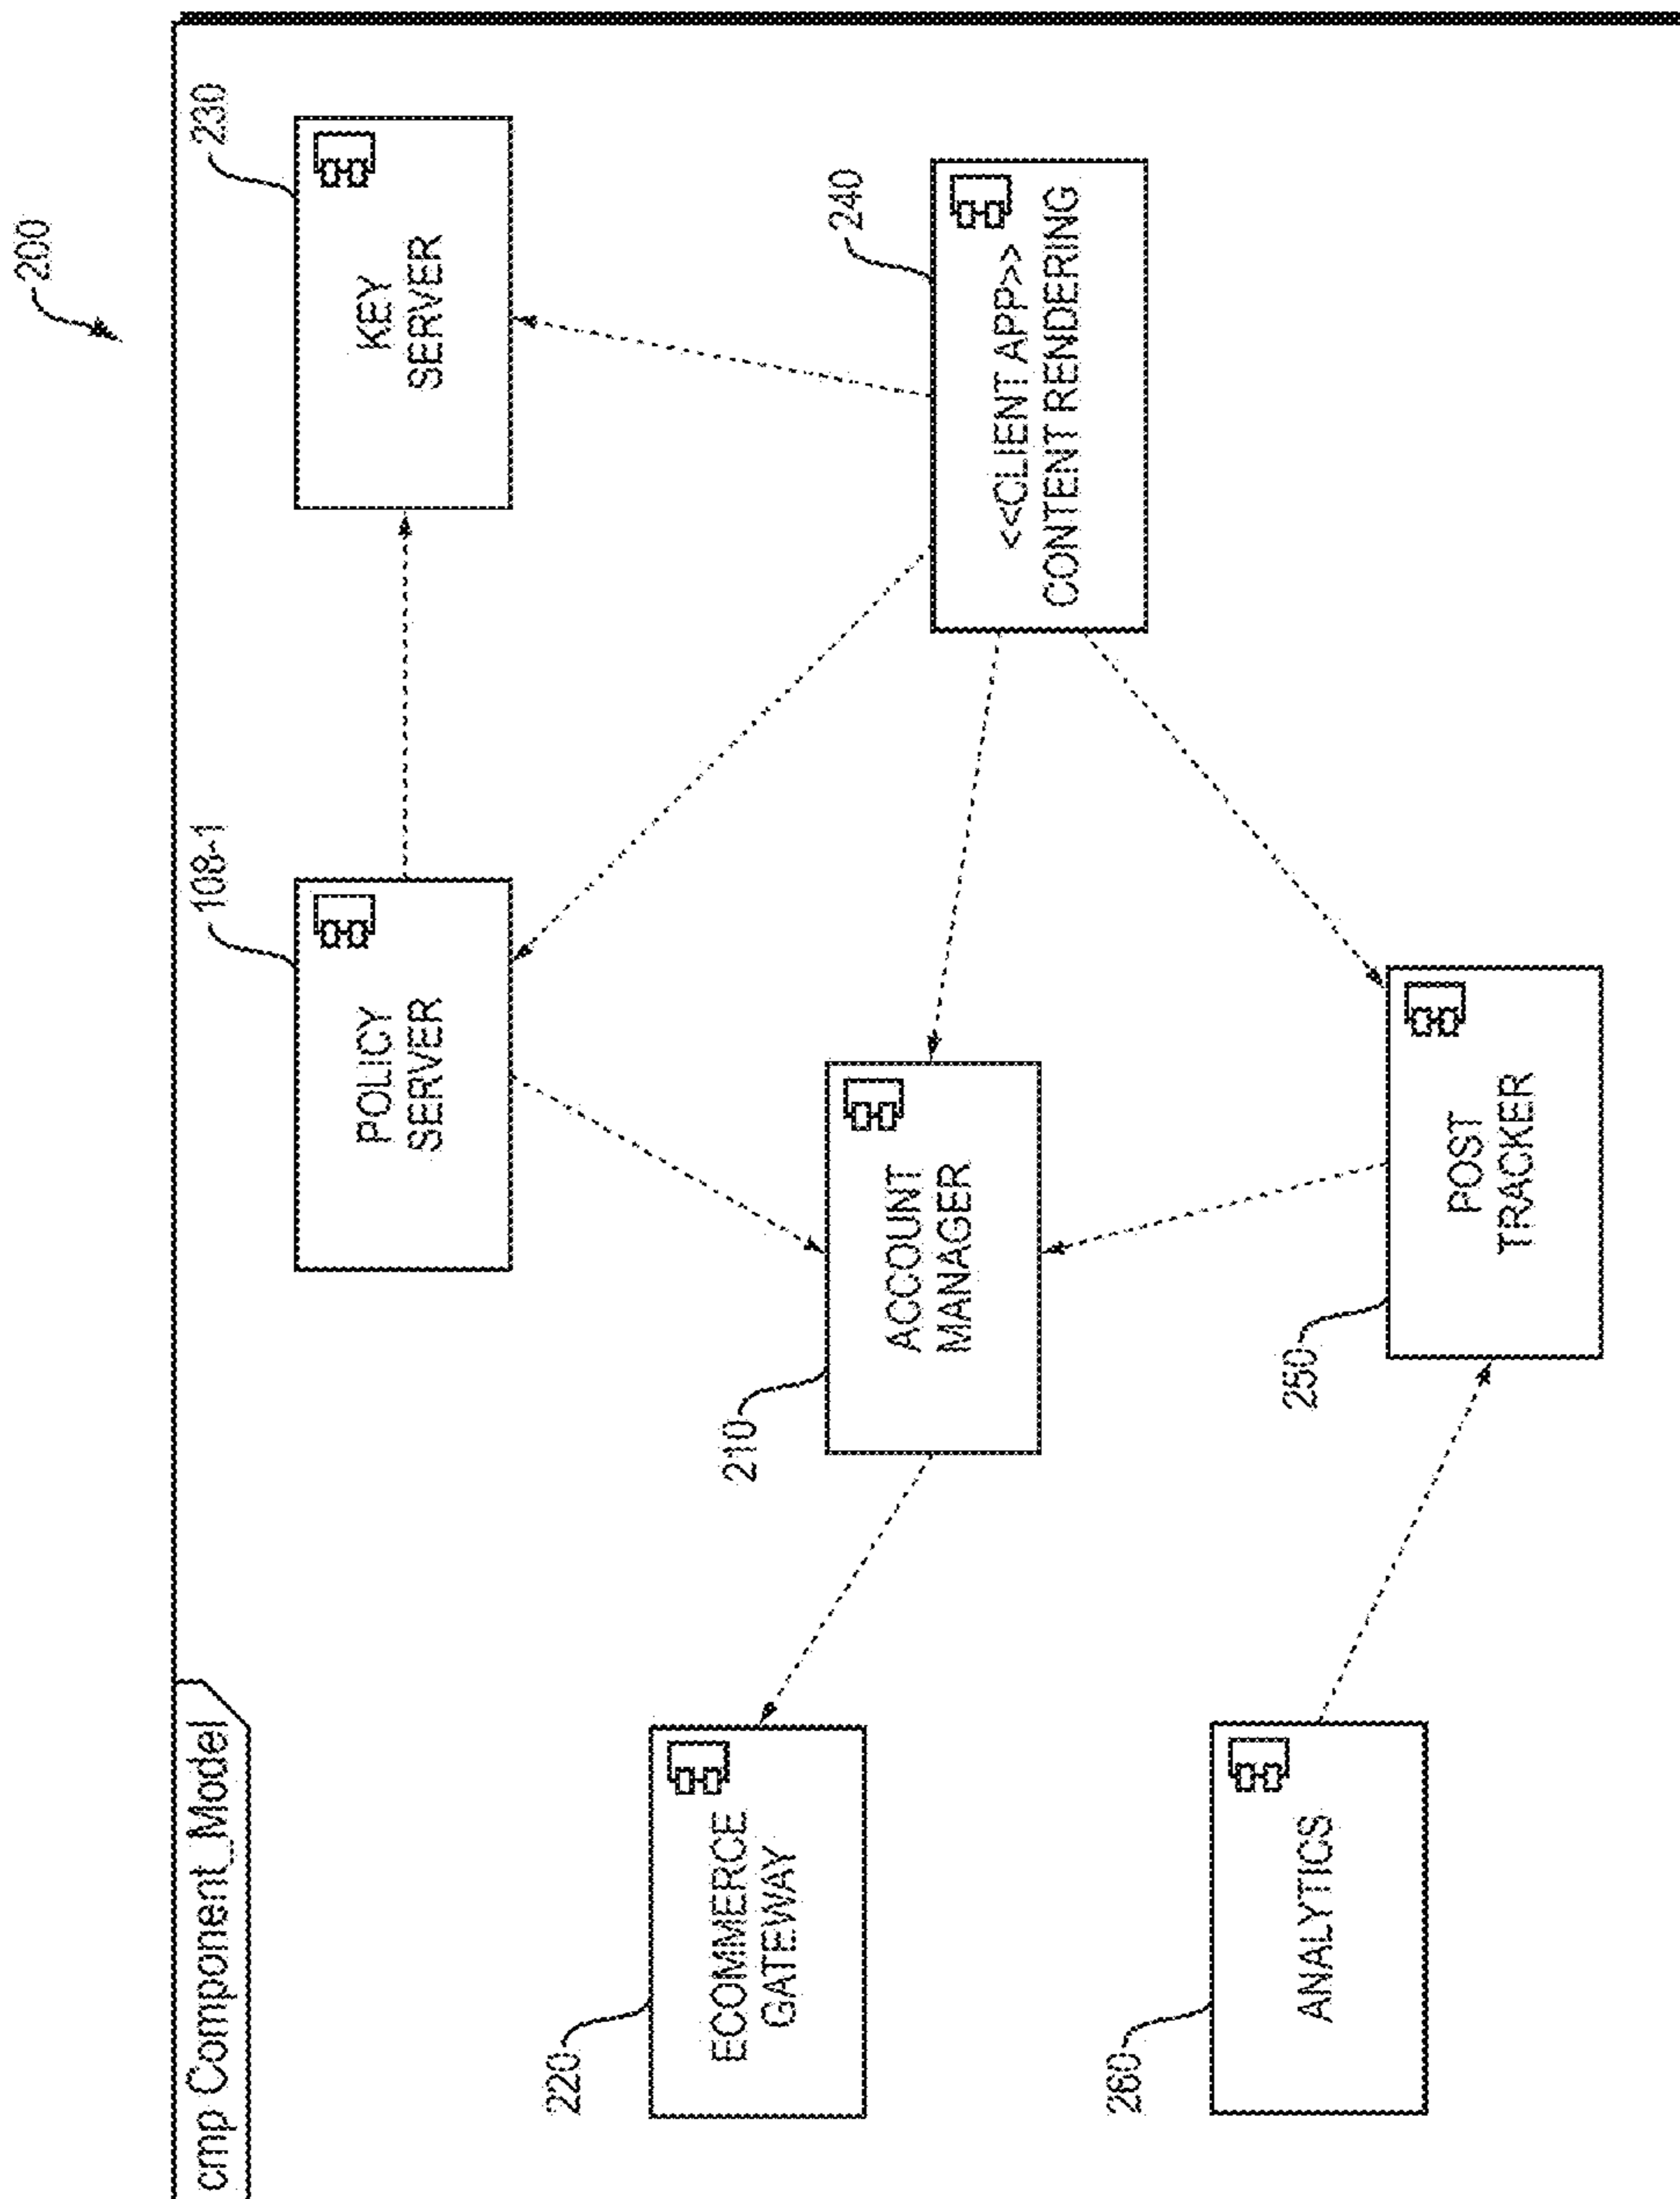 200
cmp Component_Model
108-1
POLICY
SERVER
230
KEY
SERVER
220
ECOMMERCE
GATEWAY
210
ACCOUNT
MANAGER
240
<<CLIENT APP>>
CONTENT RENDERING
260
ANALYTICS
250
POST
TRACKER